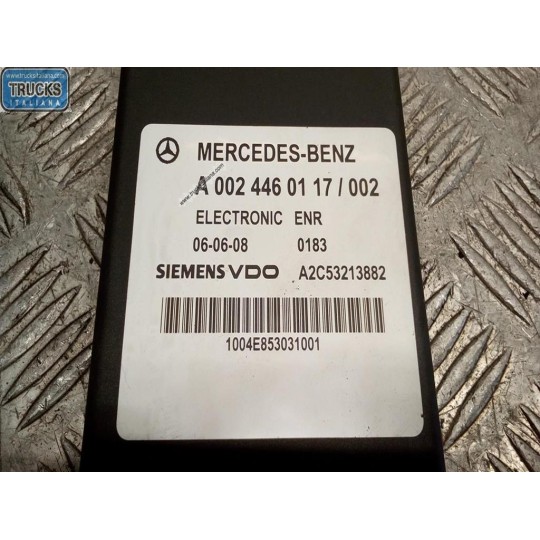 www.trucksitaliana.com
TRUCKS
ITALIANA
MERCEDES-BENZ
A 002 446 01 17 / 002
ELECTRONIC ENR
06-06-08 0183
SIEMENS VDO A2C53213882
1004E853031001